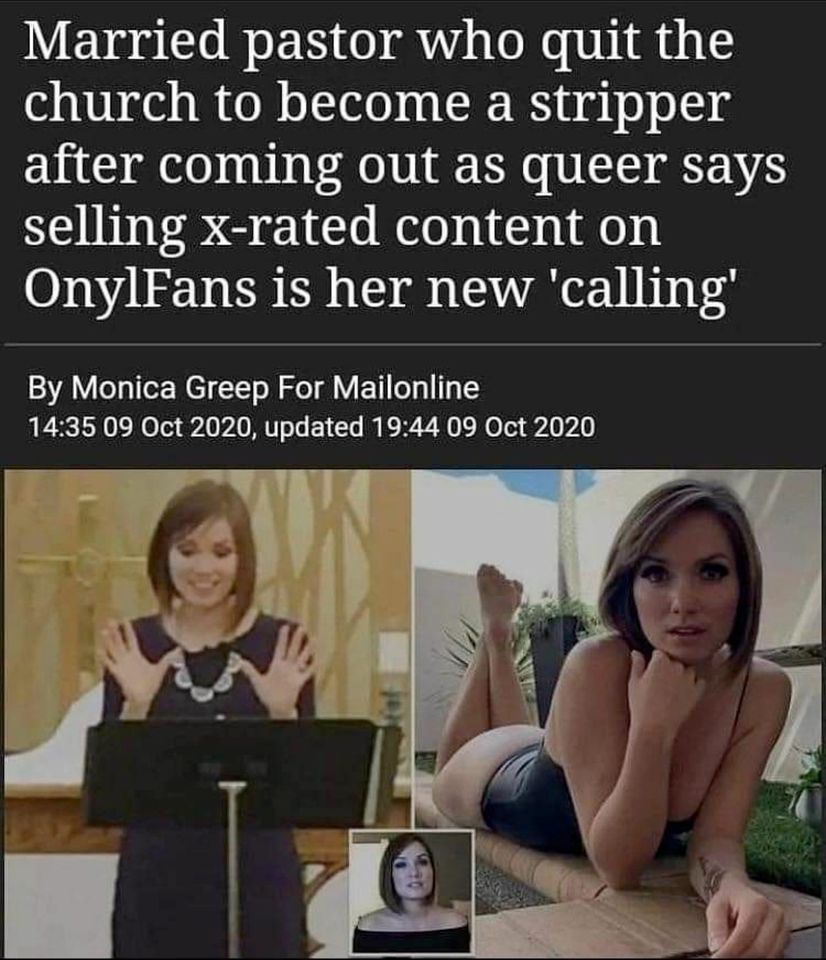 Married pastor who quit the
church to become a stripper
after coming out as queer says
selling x-rated content on
OnylFans is her new 'calling'
By Monica Greep For Mailonline
14:35 09 Oct 2020, updated 19:44 09 Oct 2020